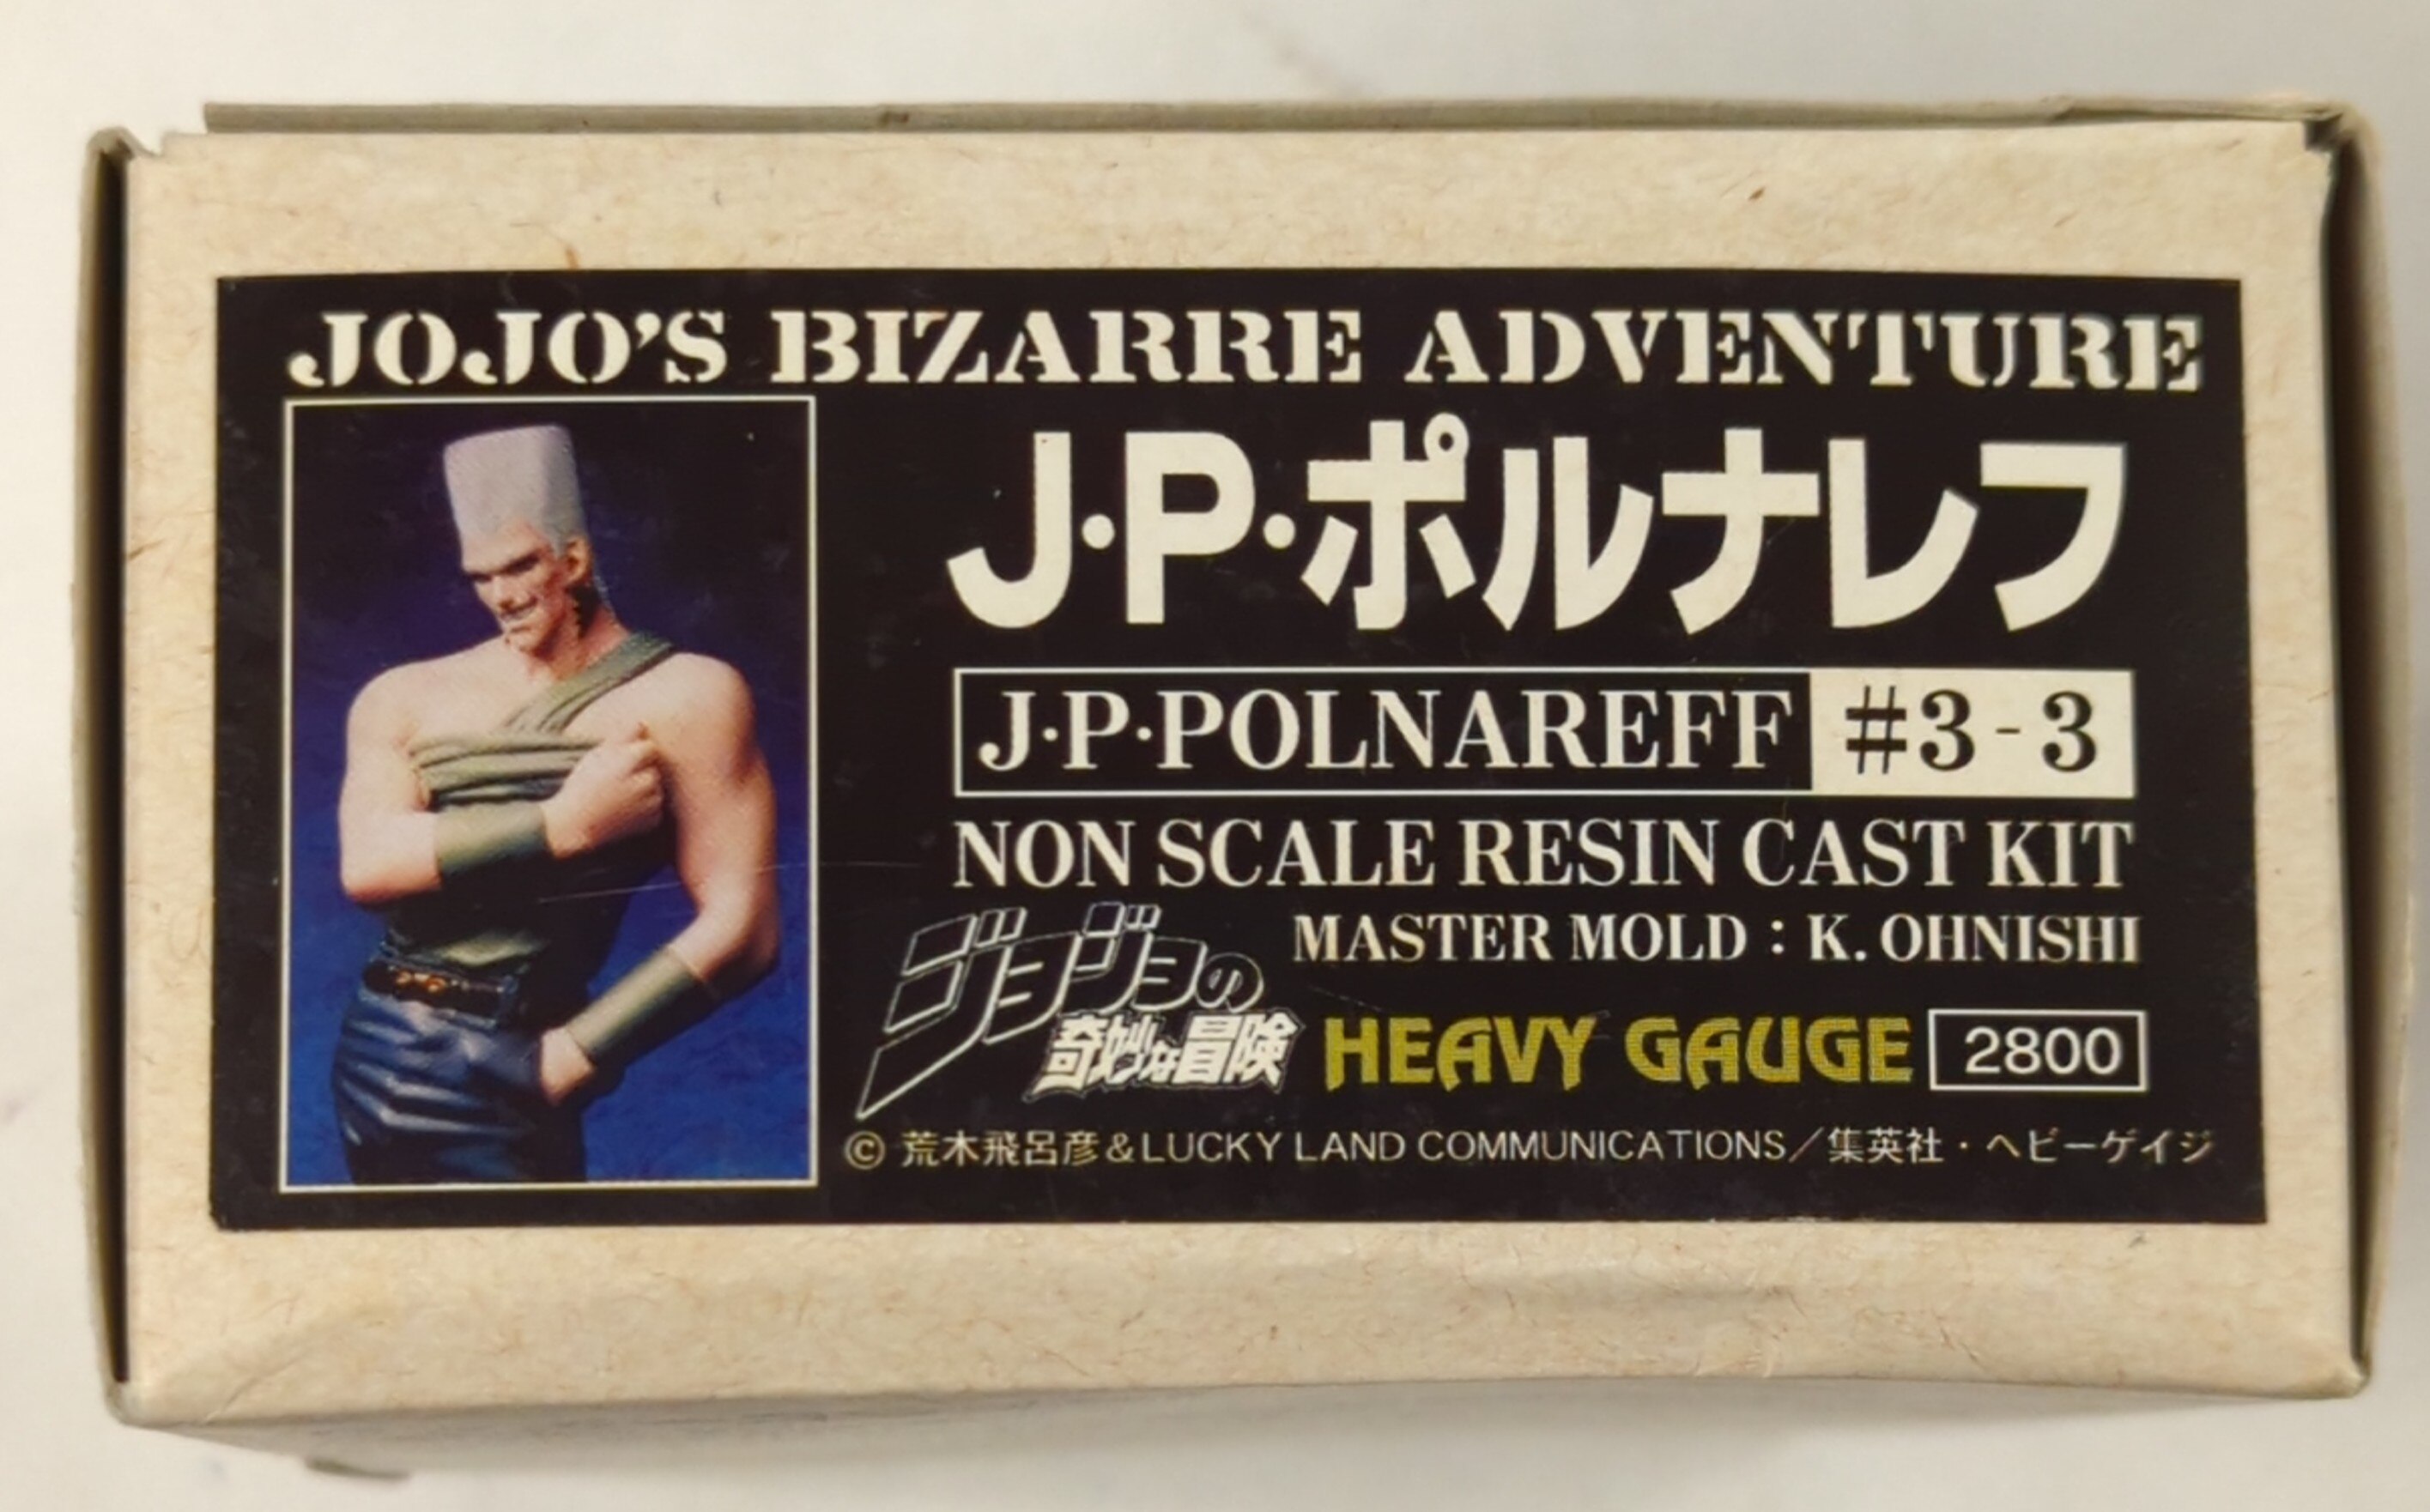 JOJO'S BIZARRE ADVENTURE
J·P·ポルナレフ
J·P·POLNAREFF #3-3
NON SCALE RESIN CAST KIT
MASTER MOLD：K. OHNISHI
ジョジョの
奇妙な冒険
HEAVY GAUGE 2800
© 荒木飛呂彦&LUCKY LAND COMMUNICATIONS／集英社・ヘビーゲイジ